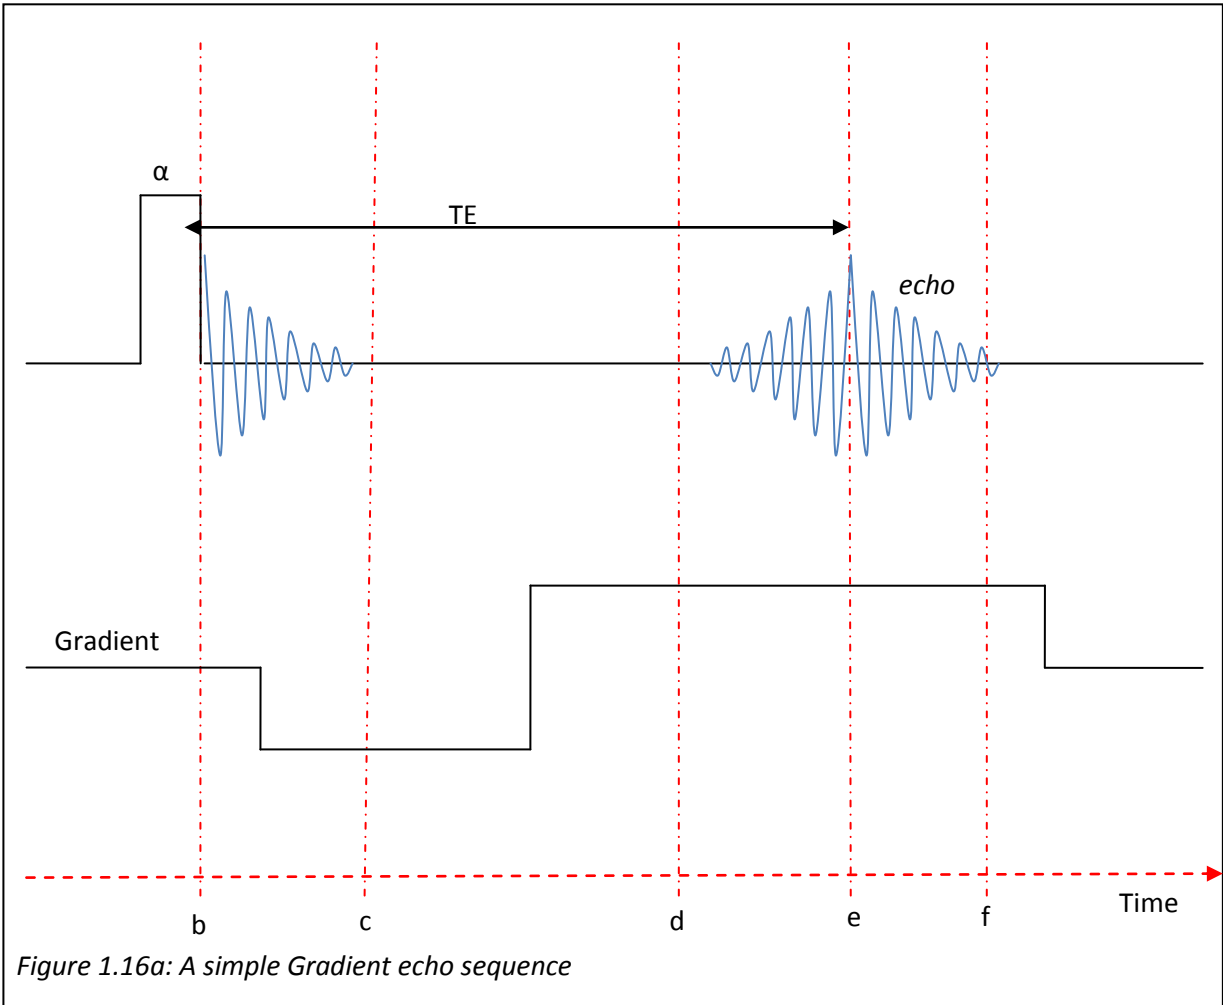 α
TE
echo
Gradient
Time
b
c
d
e
f
Figure 1.16a: A simple Gradient echo sequence